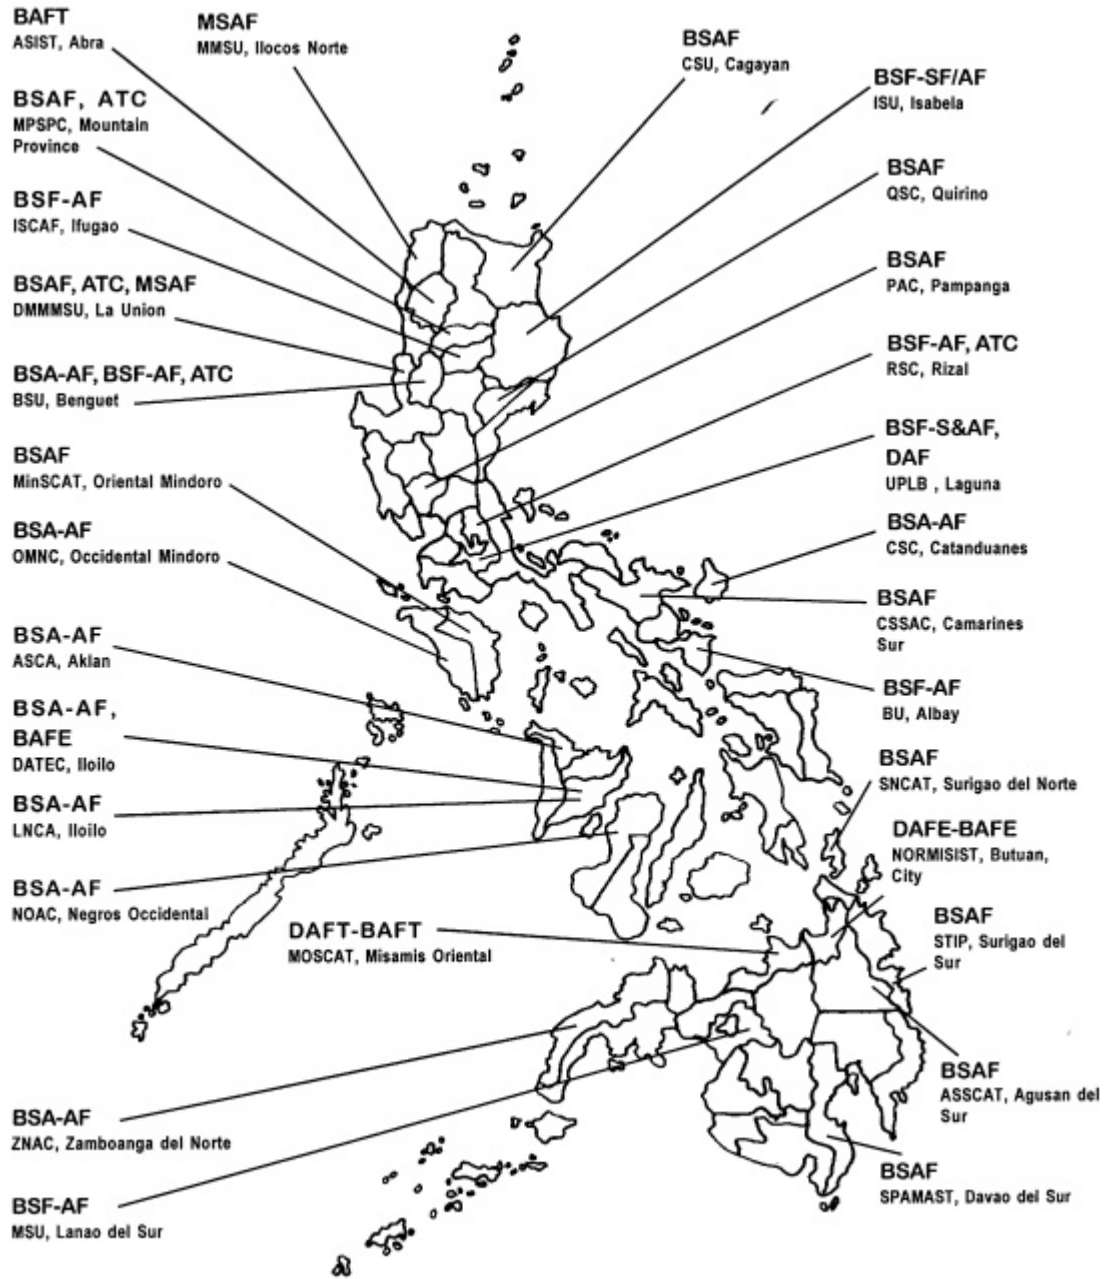 BAFT
ASIST, Abra
MSAF
MMSU, Ilocos Norte
BSAF
CSU, Cagayan
BSF-SF/AF
ISU, Isabela
BSAF, ATC
MPSPC, Mountain
Province
BSAF
QSC, Quirino
BSF-AF
ISCAF, Ifugao
BSAF
PAC, Pampanga
BSAF, ATC, MSAF
DMMMSU, La Union
BSF-AF, ATC
RSC, Rizal
BSA-AF, BSF-AF, ATC
BSU, Benguet
BSF-S&AF,
DAF
UPLB , Laguna
BSAF
MinSCAT, Oriental Mindoro
BSA-AF
CSC, Catanduanes
BSA-AF
OMNC, Occidental Mindoro
BSAF
CSSAC, Camarines
Sur
BSA-AF
ASCA, Aklan
BSF-AF
BU, Albay
BSA-AF,
BAFE
DATEC, Iloilo
BSAF
SNCAT, Surigao del Norte
BSA-AF
LNCA, Iloilo
DAFE-BAFE
NORMISIST, Butuan,
City
BSA-AF
NOAC, Negros Occidental
DAFT-BAFT
MOSCAT, Misamis Oriental
BSAF
STIP, Surigao del
Sur
BSAF
ASSCAT, Agusan del
Sur
BSA-AF
ZNAC, Zamboanga del Norte
BSAF
SPAMAST, Davao del Sur
BSF-AF
MSU, Lanao del Sur